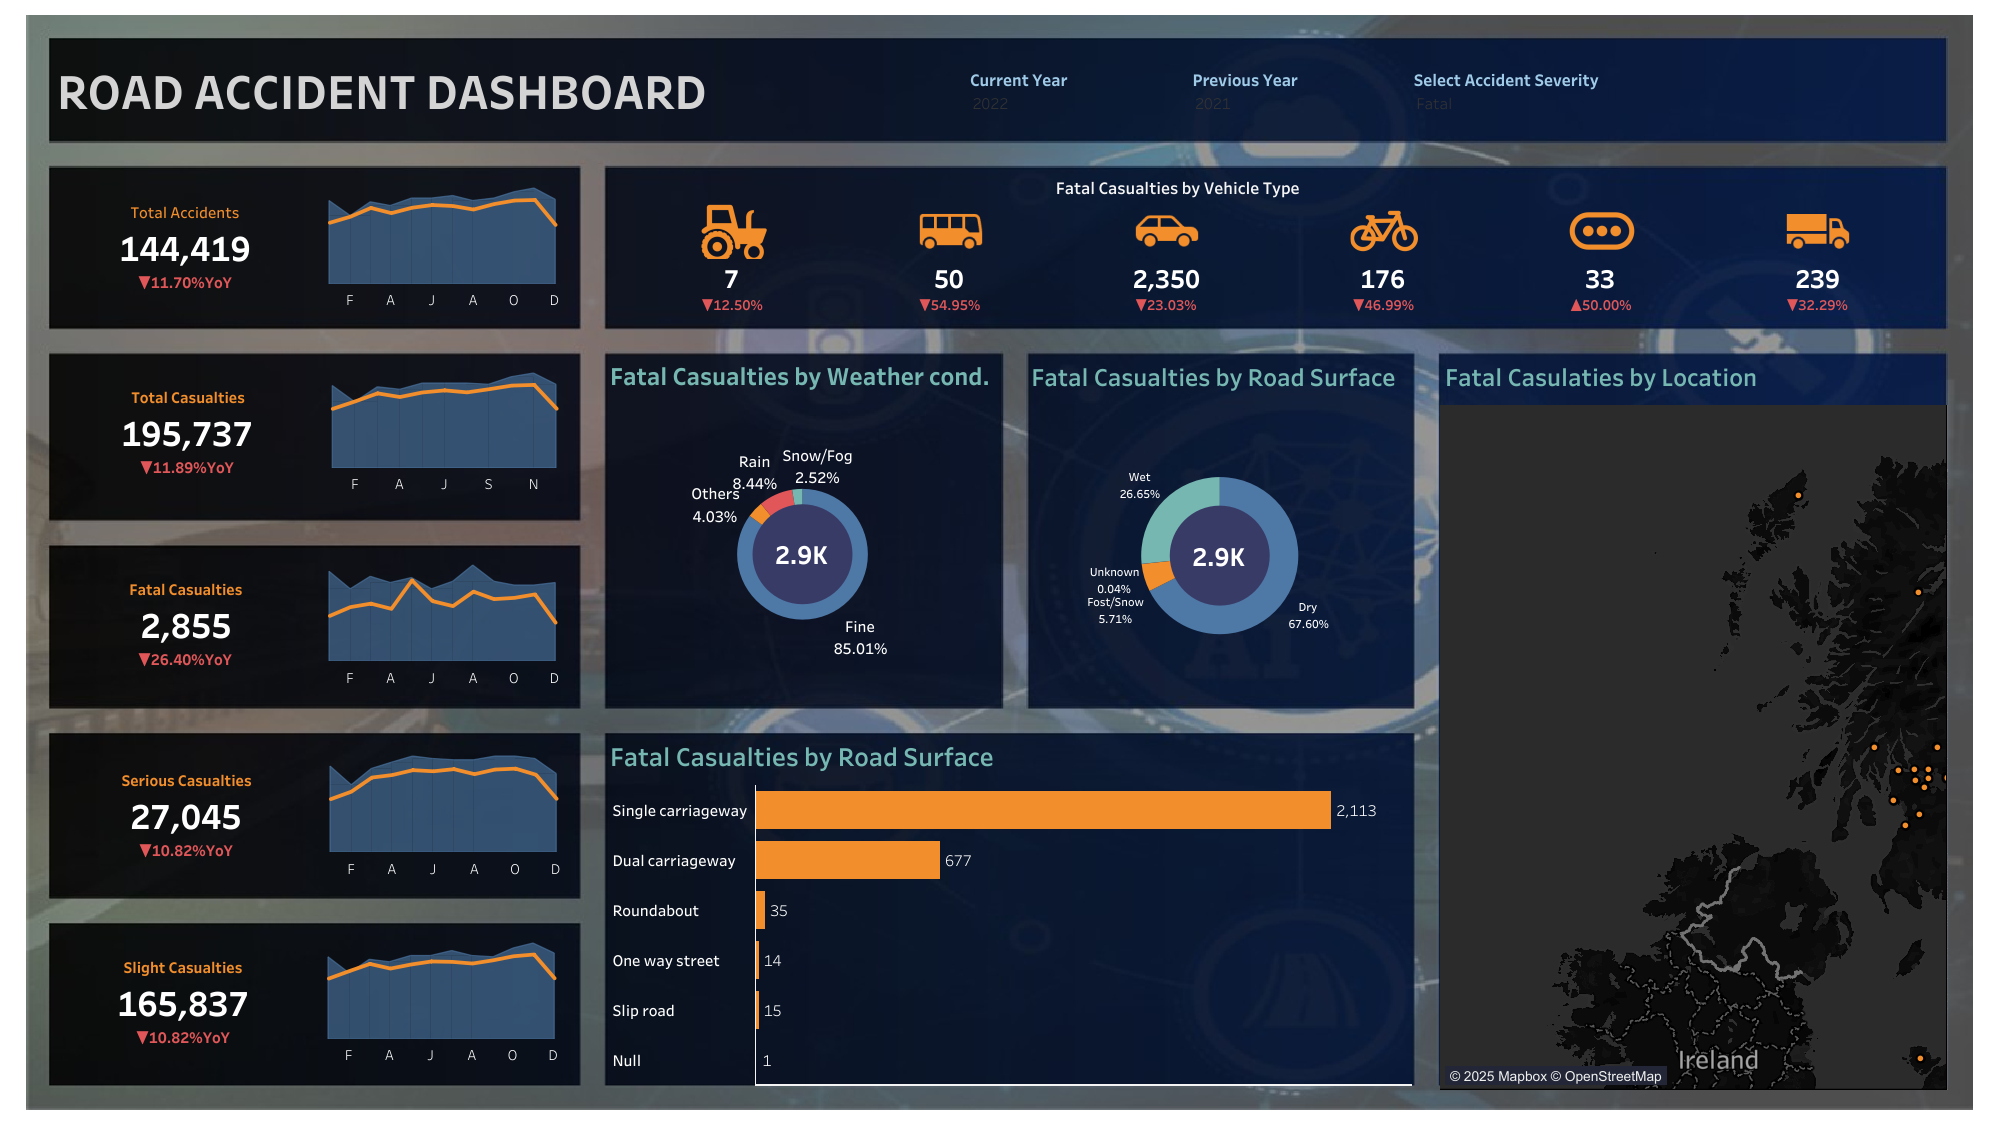 ROAD ACCIDENT DASHBOARD
Current Year
2022
Previous Year
2021
Select Accident Severity
Fatal
Total Accidents
144,419
▼11.70%YoY
F A J A O D
Total Casualties
195,737
▼11.89%YoY
F A J S N
Fatal Casualties
2,855
▼26.40%YoY
F A J A O D
Serious Casualties
27,045
▼10.82%YoY
F A J A O D
Slight Casualties
165,837
▼10.82%YoY
F A J A O D
Fatal Casualties by Vehicle Type
7
▼12.50%
50
▼54.95%
2,350
▼23.03%
176
▼46.99%
33
▲50.00%
239
▼32.29%
Fatal Casualties by Weather cond.
Snow/Fog
2.52%
Rain
8.44%
Others
4.03%
2.9K
Fine
85.01%
Fatal Casualties by Road Surface
Wet
26.65%
2.9K
Unknown
0.04%
Fost/Snow
5.71%
Dry
67.60%
AI
Fatal Casulaties by Location
Ireland
© 2025 Mapbox © OpenStreetMap
Fatal Casualties by Road Surface
Single carriageway 2,113
Dual carriageway 677
Roundabout 35
One way street 14
Slip road 15
Null 1